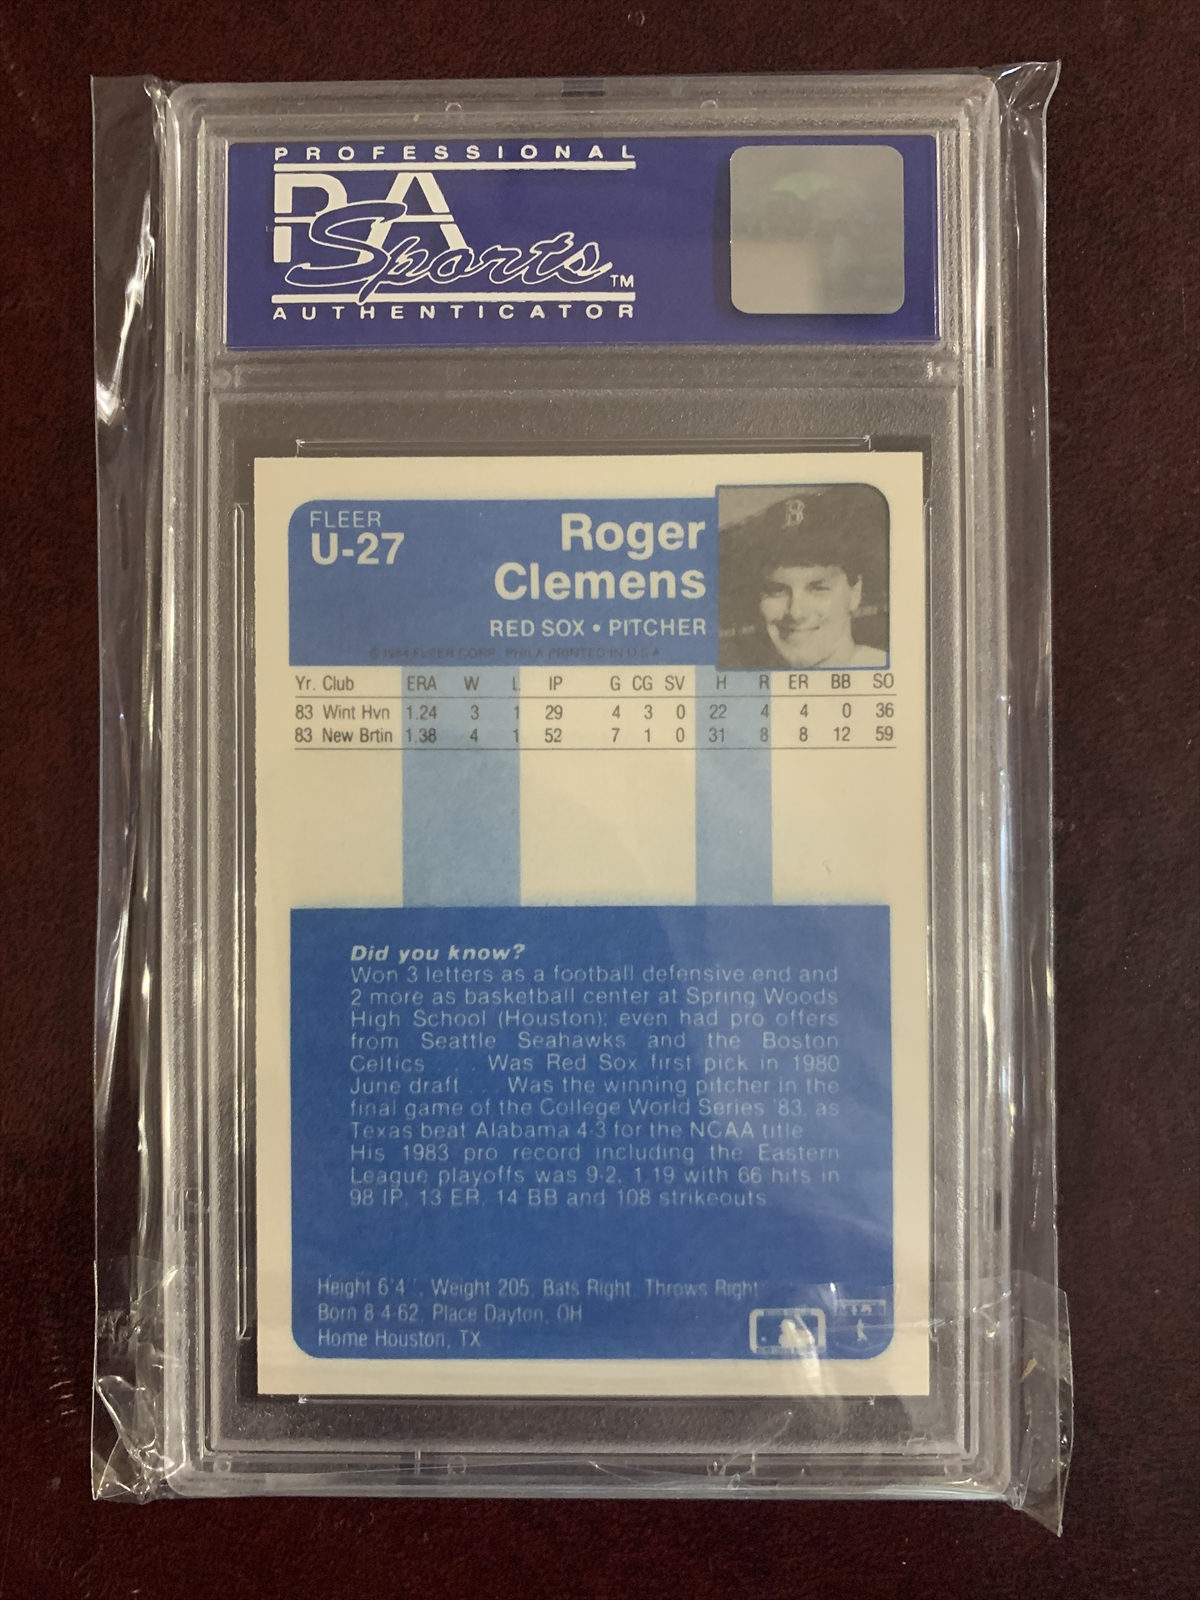 PROFESSIONAL
PSA
Sports™
AUTHENTICATOR
FLEER
U-27
Roger
Clemens
RED SOX • PITCHER
© 1984 FLEER CORP. PHILA PRINTED IN U.S.A.
Yr. Club ERA W L IP G CG SV H R ER BB SO
83 Wint Hvn 1.24 3 1 29 4 3 0 22 4 4 0 36
83 New Brtin 1.38 4 1 52 7 1 0 31 8 8 12 59
Did you know?
Won 3 letters as a football defensive end and
2 more as basketball center at Spring Woods
High School (Houston); even had pro offers
from Seattle Seahawks and the Boston
Celtics . . . Was Red Sox first pick in 1980
June draft . . . Was the winning pitcher in the
final game of the College World Series '83, as
Texas beat Alabama 4-3 for the NCAA title
His 1983 pro record including the Eastern
League playoffs was 9-2, 1.19 with 66 hits in
98 IP, 13 ER, 14 BB and 108 strikeouts.
Height 6'4", Weight 205, Bats Right, Throws Right
Born 8-4-62, Place Dayton, OH
Home Houston, TX